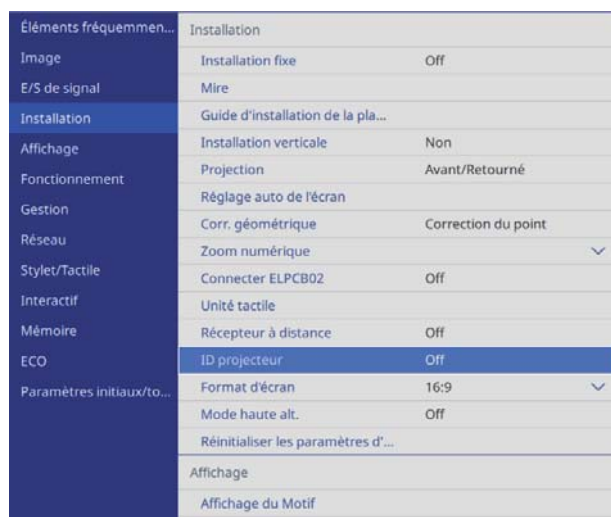 Éléments fréquemmen...
Image
E/S de signal
Installation
Affichage
Fonctionnement
Gestion
Réseau
Stylet/Tactile
Interactif
Mémoire
ECO
Paramètres initiaux/to...
Installation
Installation fixe Off
Mire
Guide d'installation de la pla...
Installation verticale Non
Projection Avant/Retourné
Réglage auto de l'écran
Corr. géométrique Correction du point
Zoom numérique
Connecter ELPCB02 Off
Unité tactile
Récepteur à distance Off
ID projecteur Off
Format d'écran 16:9
Mode haute alt. Off
Réinitialiser les paramètres d'...
Affichage
Affichage du Motif